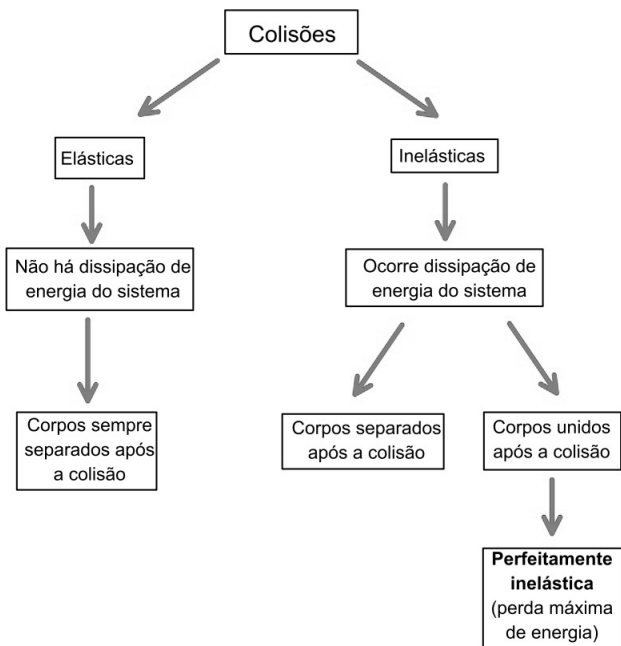 Colisões
Elásticas
Inelásticas
Não há dissipação de
energia do sistema
Ocorre dissipação de
energia do sistema
Corpos sempre
separados após
a colisão
Corpos separados
após a colisão
Corpos unidos
após a colisão
Perfeitamente
inelástica
(perda máxima
de energia)